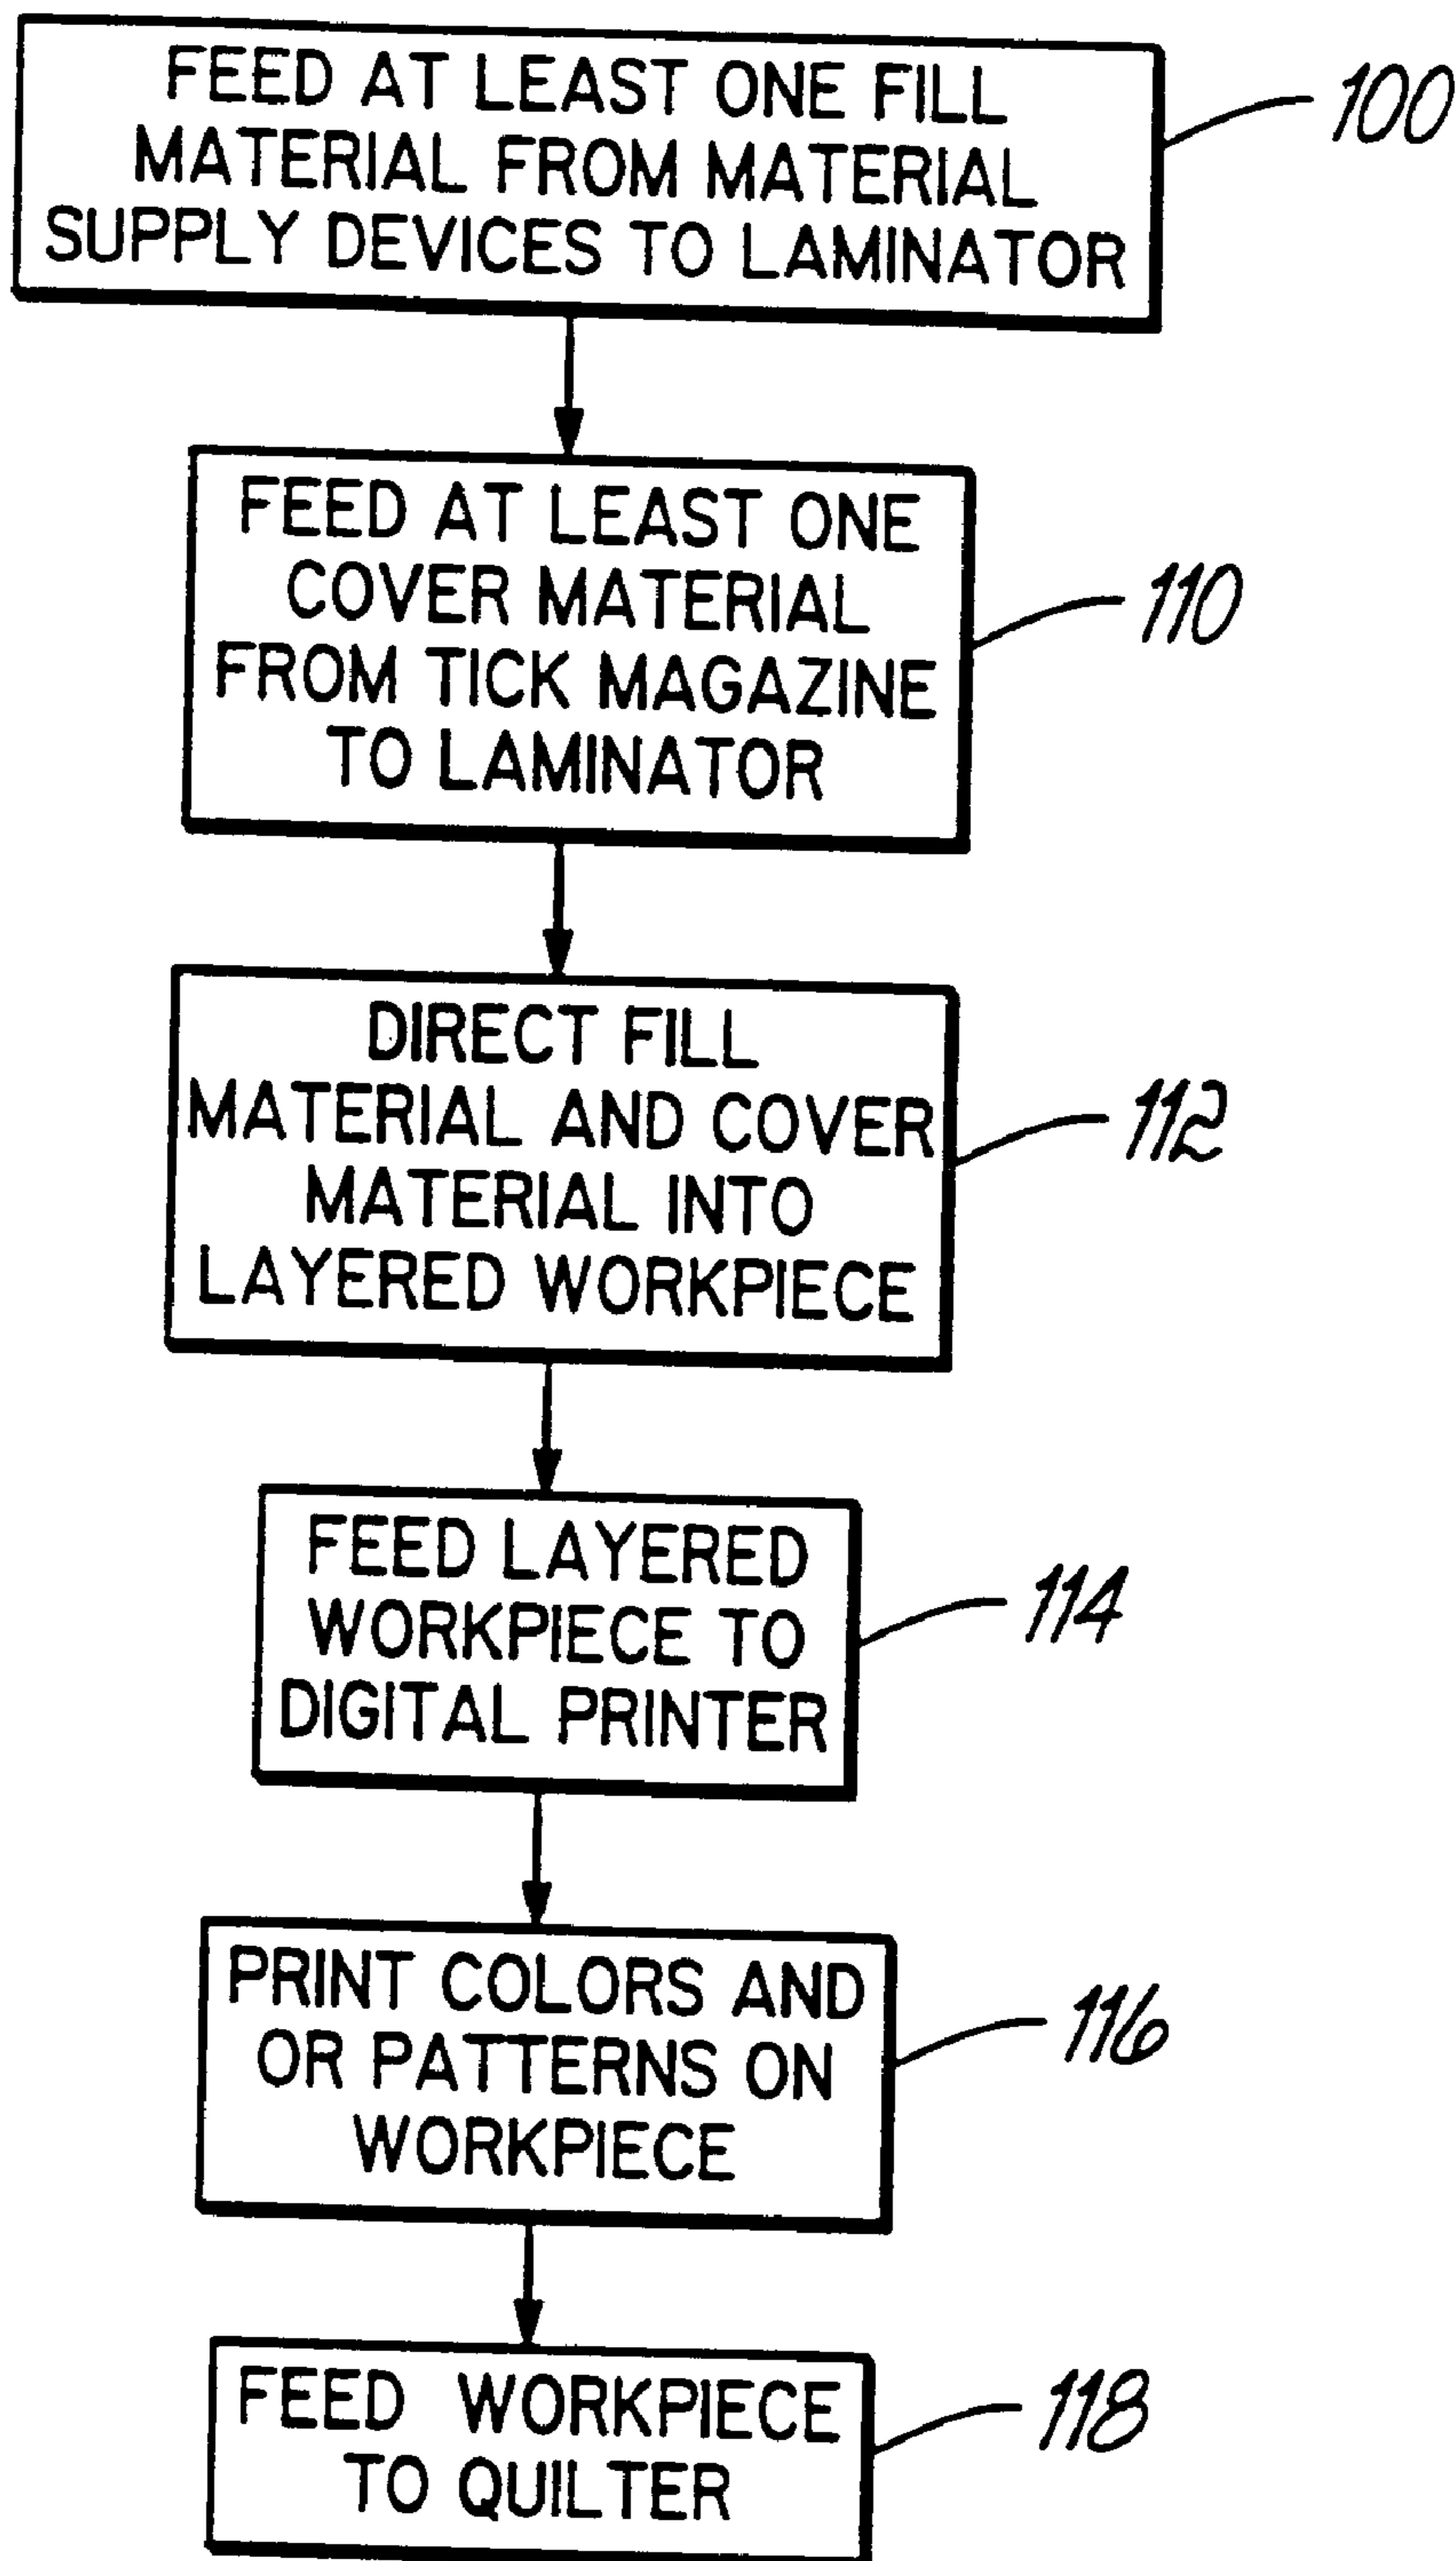 FEED AT LEAST ONE FILL
MATERIAL FROM MATERIAL
SUPPLY DEVICES TO LAMINATOR
100
FEED AT LEAST ONE
COVER MATERIAL
FROM TICK MAGAZINE
TO LAMINATOR
110
DIRECT FILL
MATERIAL AND COVER
MATERIAL INTO
LAYERED WORKPIECE
112
FEED LAYERED
WORKPIECE TO
DIGITAL PRINTER
114
PRINT COLORS AND
OR PATTERNS ON
WORKPIECE
116
FEED WORKPIECE
TO QUILTER
118